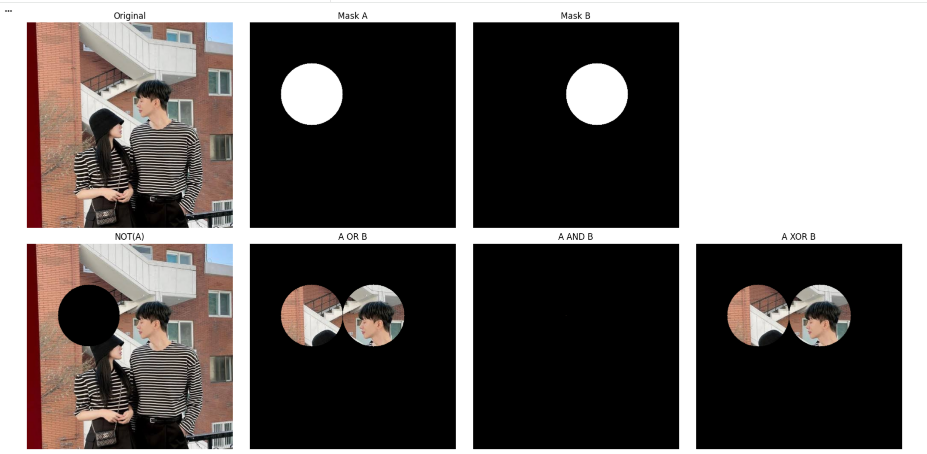 ...
Original
Mask A
Mask B
NOT(A)
A OR B
A AND B
A XOR B